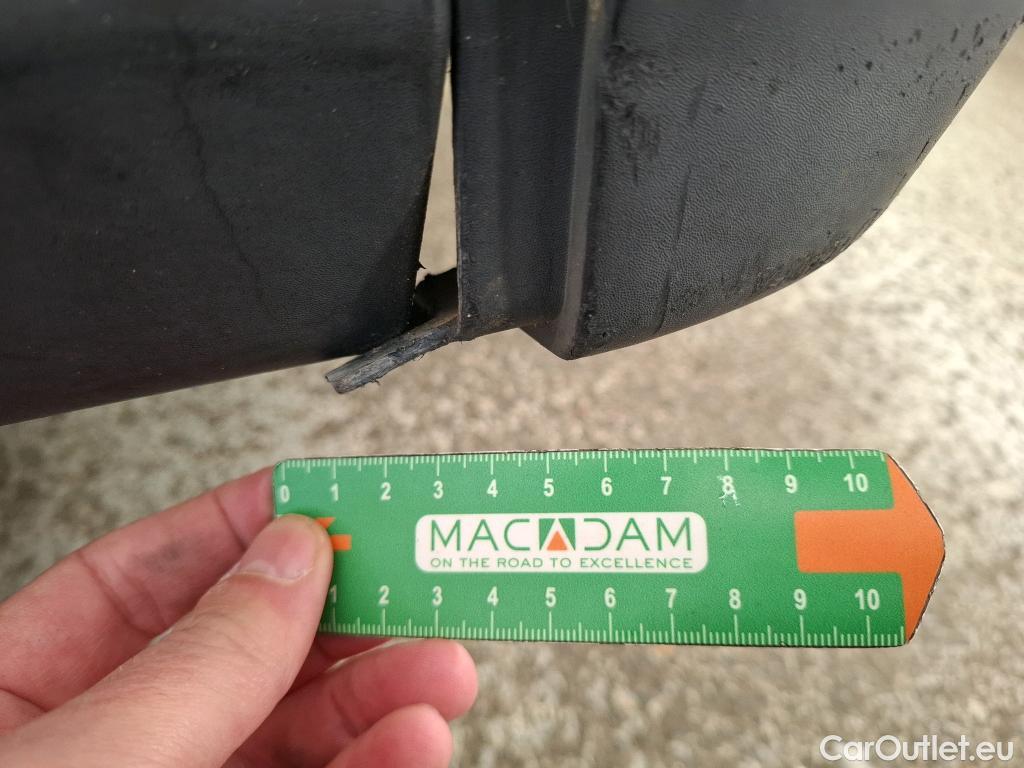 0 1 2 3 4 5 6 7 8 9 10
MACADAM
ON THE ROAD TO EXCELLENCE
1 2 3 4 5 6 7 8 9 10
CarOutlet.eu